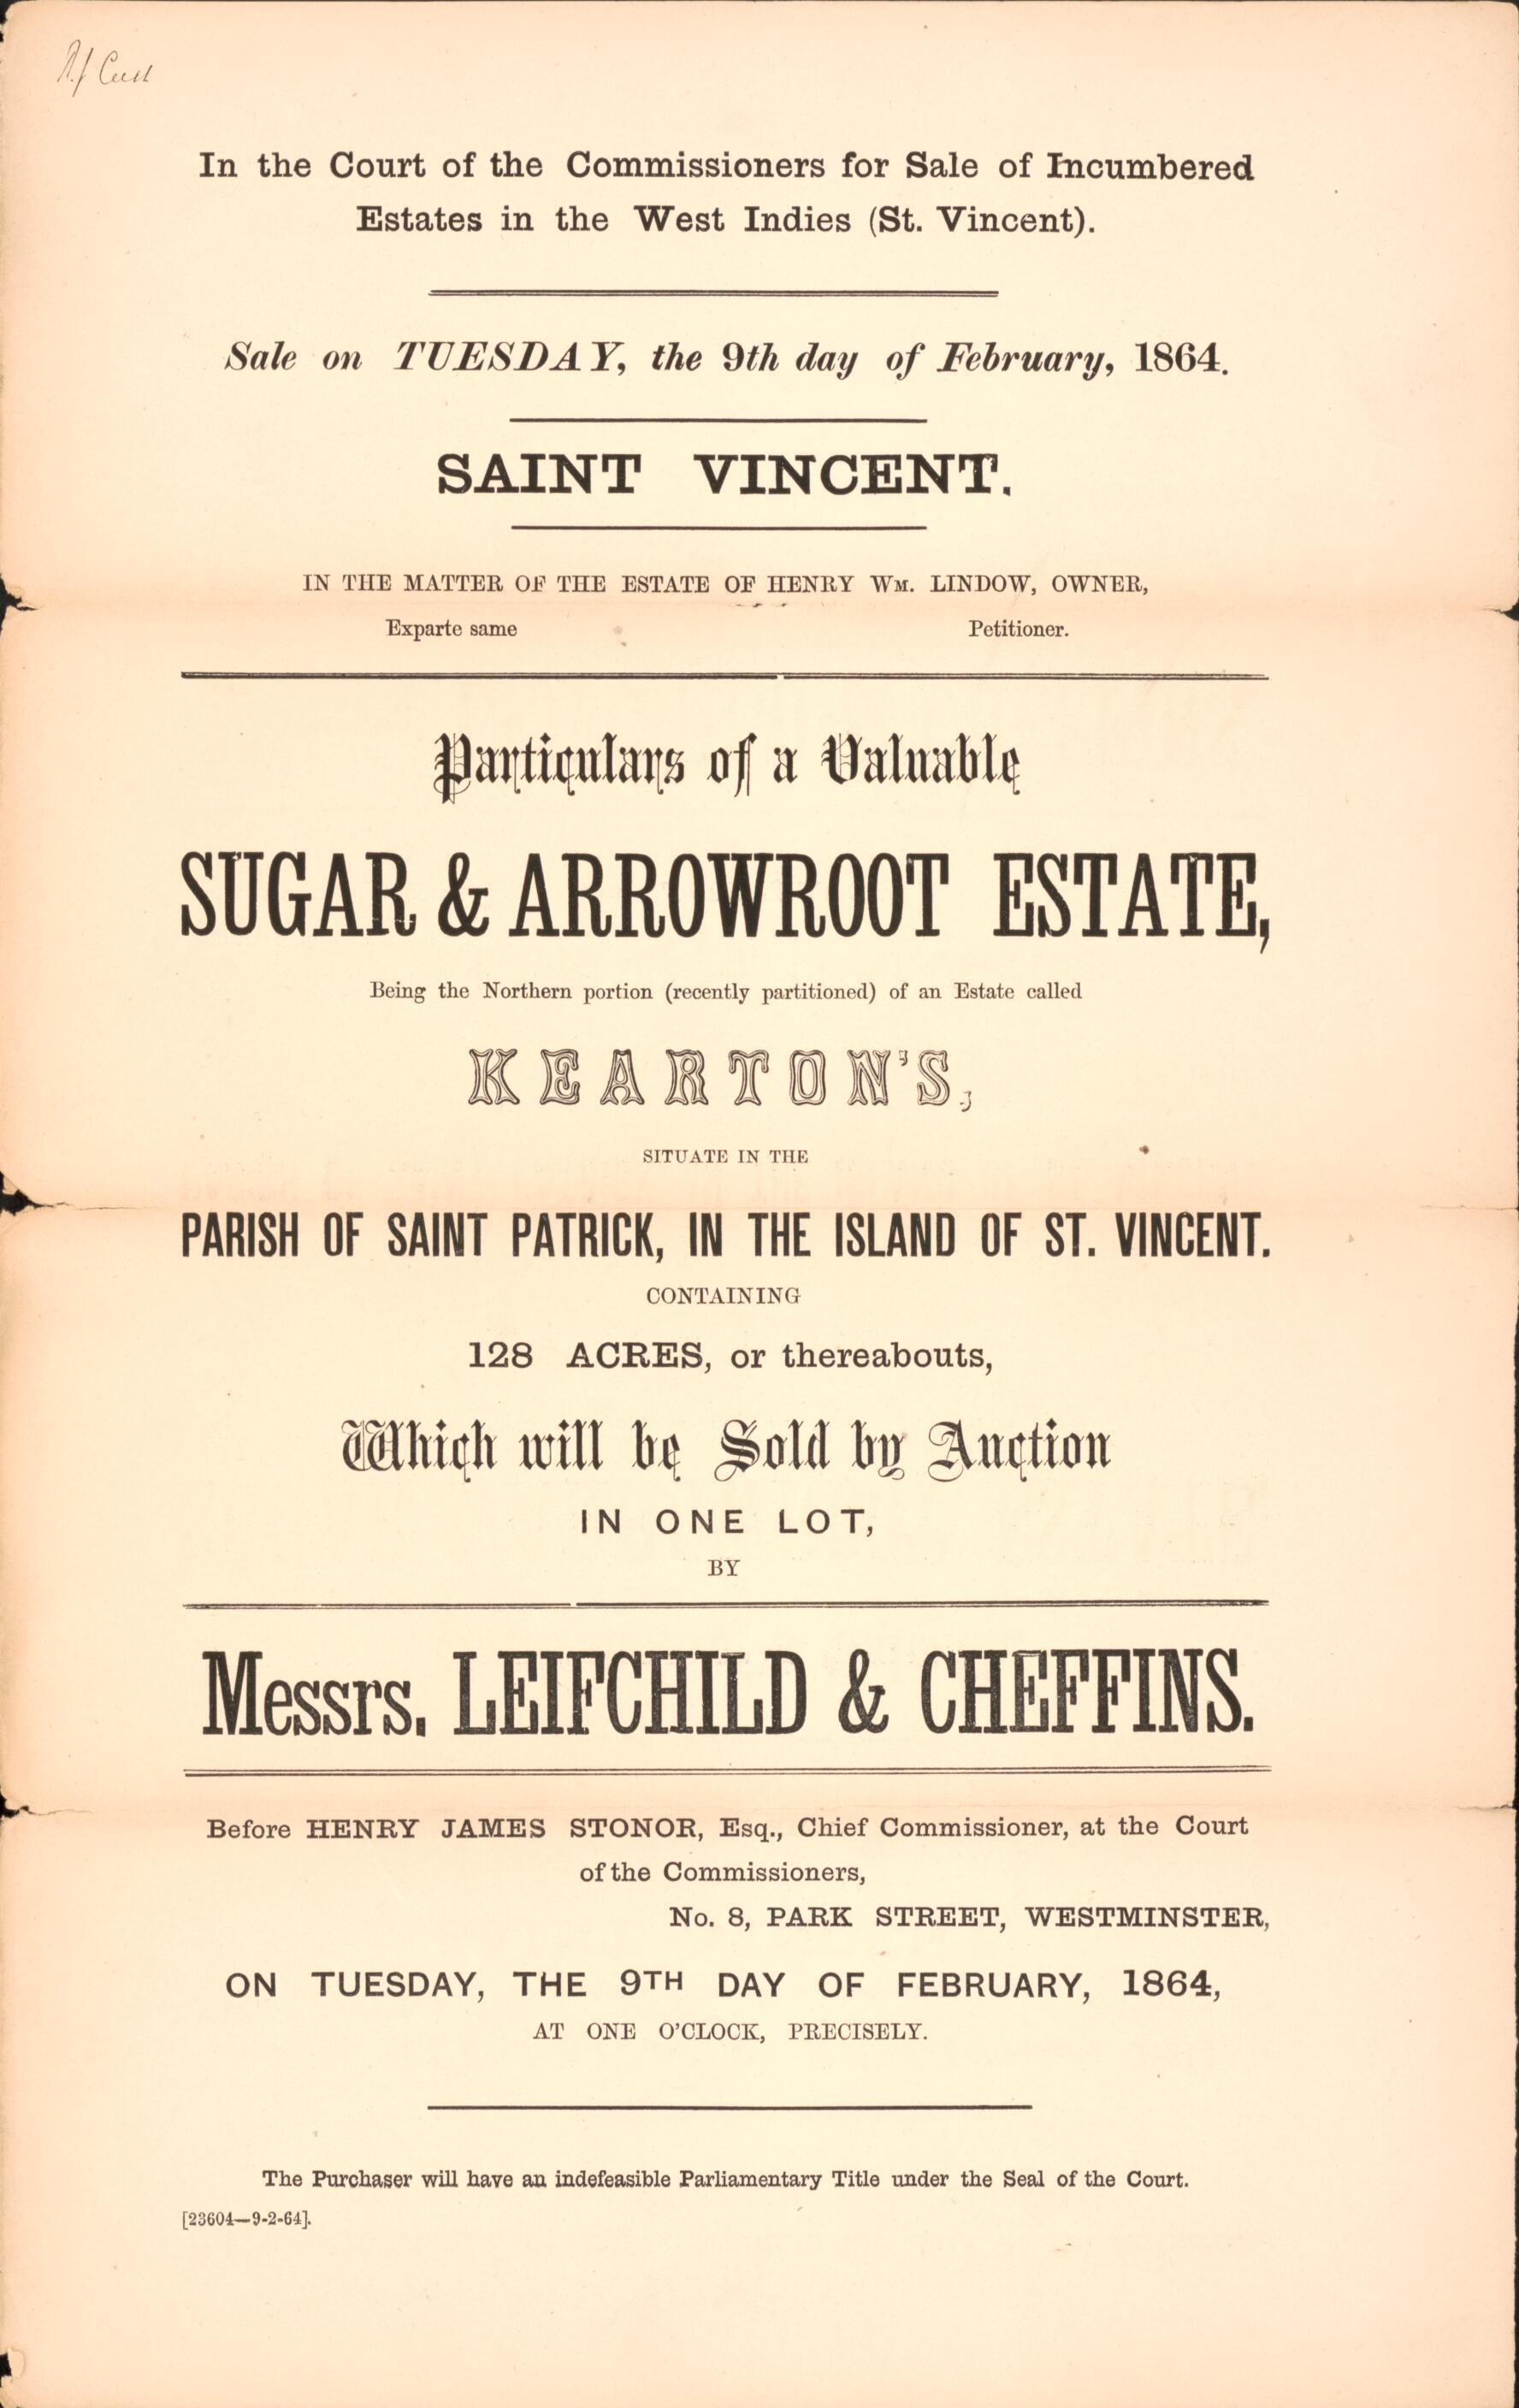 In the Court of the Commissioners for Sale of Incumbered
Estates in the West Indies (St. Vincent).
Sale on TUESDAY, the 9th day of February, 1864.
SAINT VINCENT.
IN THE MATTER OF THE ESTATE OF HENRY WM. LINDOW, OWNER,
Exparte same Petitioner.
Particulars of a Valuable
SUGAR & ARROWROOT ESTATE,
Being the Northern portion (recently partitioned) of an Estate called
KEARTON'S,
SITUATE IN THE
PARISH OF SAINT PATRICK, IN THE ISLAND OF ST. VINCENT.
CONTAINING
128 ACRES, or thereabouts,
Which will be Sold by Auction
IN ONE LOT,
BY
Messrs. LEIFCHILD & CHEFFINS.
Before HENRY JAMES STONOR, Esq., Chief Commissioner, at the Court
of the Commissioners,
No. 8, PARK STREET, WESTMINSTER,
ON TUESDAY, THE 9TH DAY OF FEBRUARY, 1864,
AT ONE O'CLOCK, PRECISELY.
The Purchaser will have an indefeasible Parliamentary Title under the Seal of the Court.
[23604—9-2-64].